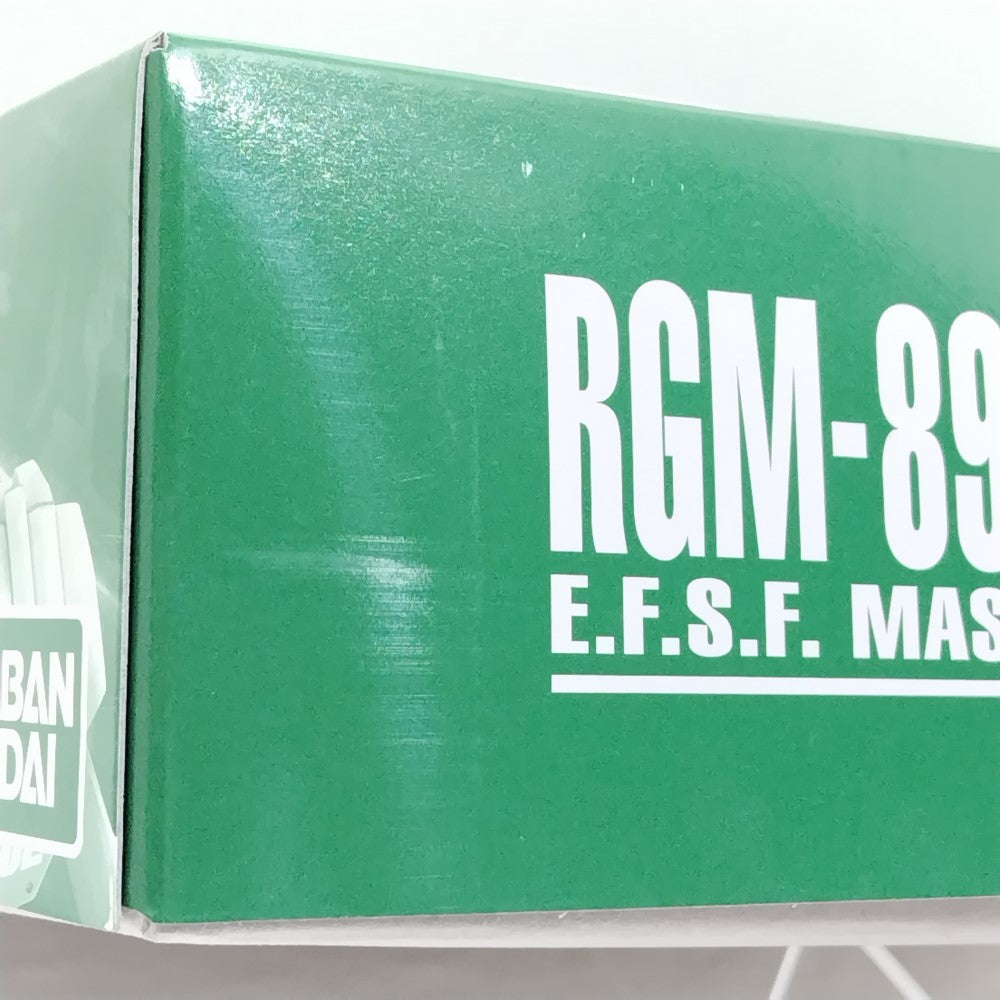 RGM-89
E.F.S.F. MAS
BAN
DAI